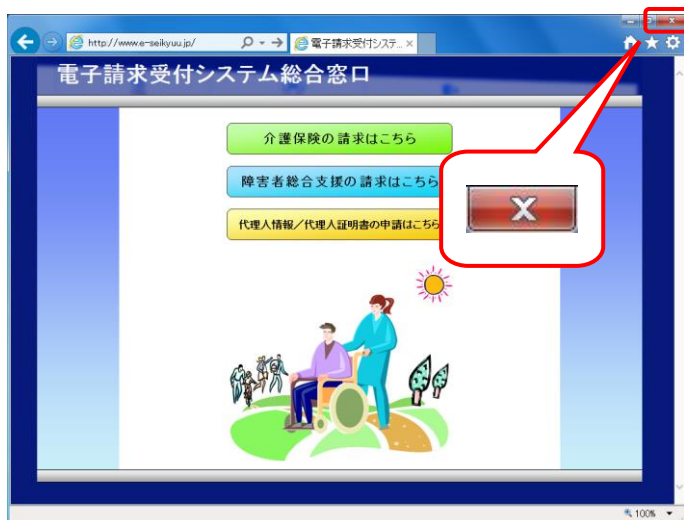 http://www.e-seikyuu.jp/
電子請求受付システ...
電子請求受付システム総合窓口
介護保険の請求はこちら
障害者総合支援の請求はこちら
代理人情報/代理人証明書の申請はこちら
100%